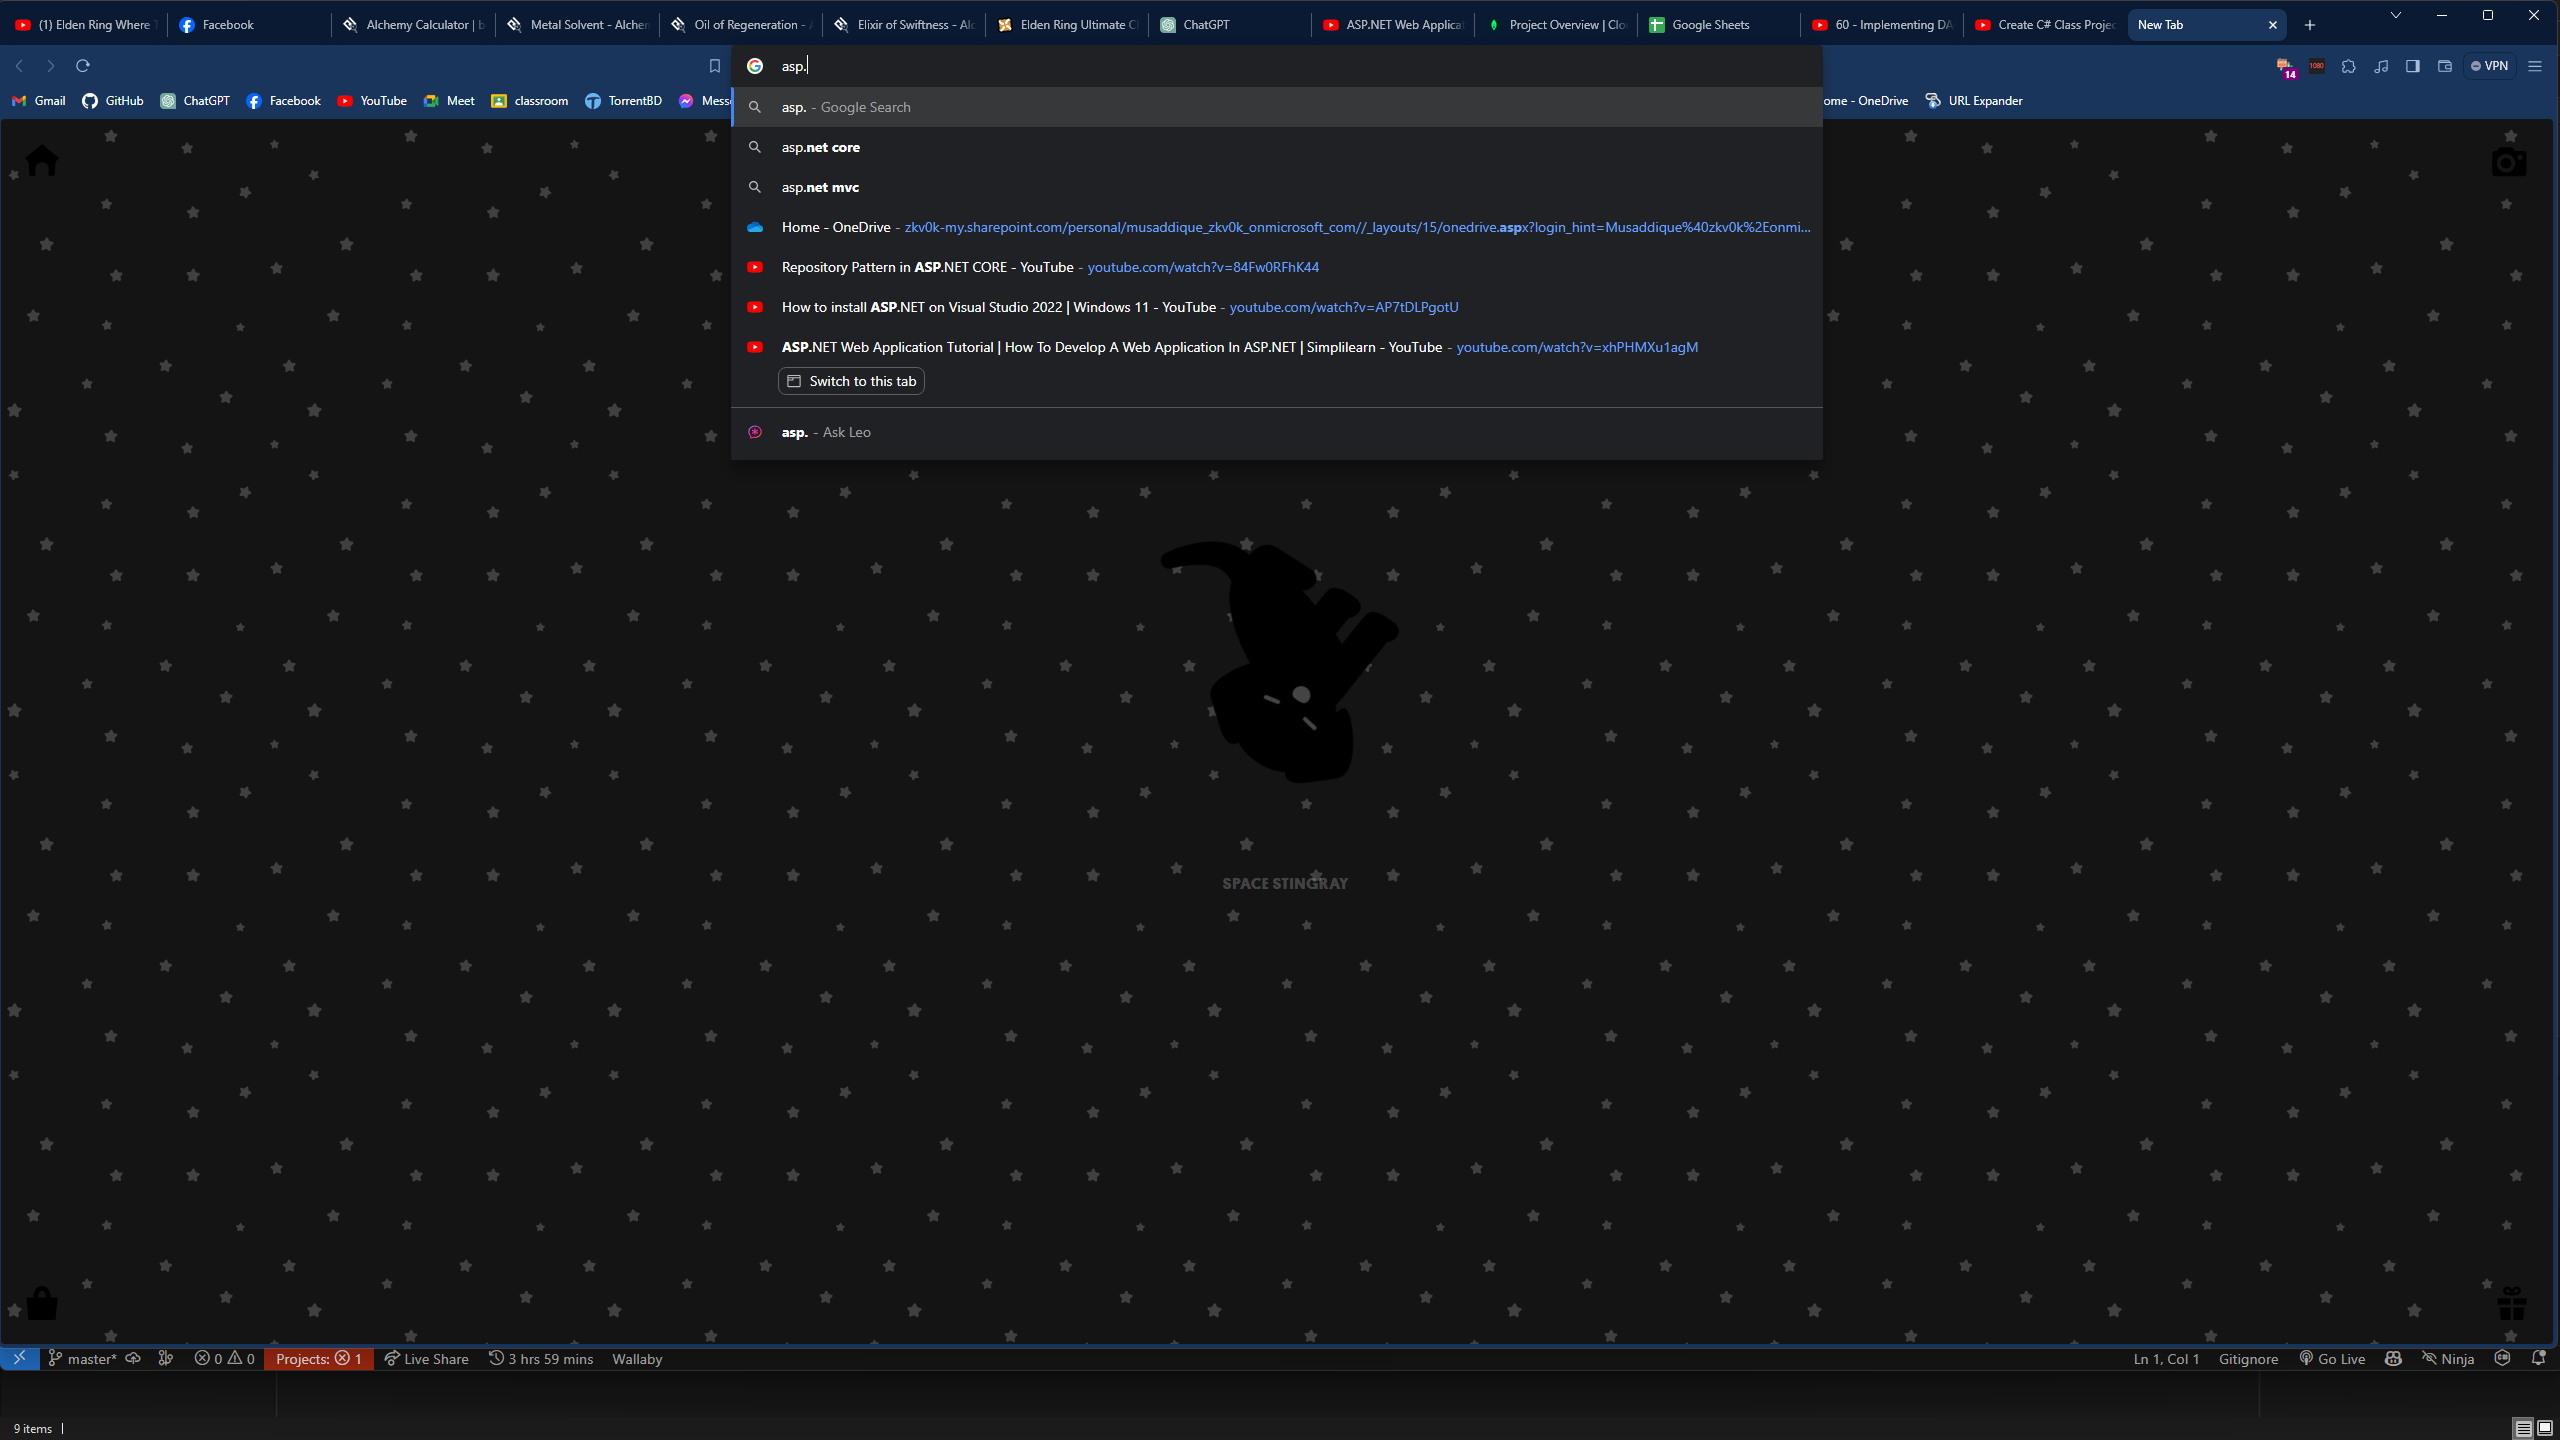 (1) Elden Ring Where T
Facebook
Alchemy Calculator | b
Metal Solvent - Alchem
Oil of Regeneration - A
Elixir of Swiftness - Alc
Elden Ring Ultimate C
ChatGPT
ASP.NET Web Applicat
Project Overview | Clo
Google Sheets
60 - Implementing DA
Create C# Class Projec
New Tab
asp.
14
1080
VPN
Gmail
GitHub
ChatGPT
Facebook
YouTube
Meet
classroom
TorrentBD
Messe
ome - OneDrive
URL Expander
asp. - Google Search
asp.net core
asp.net mvc
Home - OneDrive - zkv0k-my.sharepoint.com/personal/musaddique_zkv0k_onmicrosoft_com//_layouts/15/onedrive.aspx?login_hint=Musaddique%40zkv0k%2Eonmi...
Repository Pattern in ASP.NET CORE - YouTube - youtube.com/watch?v=84Fw0RFhK44
How to install ASP.NET on Visual Studio 2022 | Windows 11 - YouTube - youtube.com/watch?v=AP7tDLPgotU
ASP.NET Web Application Tutorial | How To Develop A Web Application In ASP.NET | Simplilearn - YouTube - youtube.com/watch?v=xhPHMXu1agM
Switch to this tab
asp. - Ask Leo
SPACE STINGRAY
master*
0
0
Projects:
1
Live Share
3 hrs 59 mins
Wallaby
Ln 1, Col 1
Gitignore
Go Live
Ninja
9 items